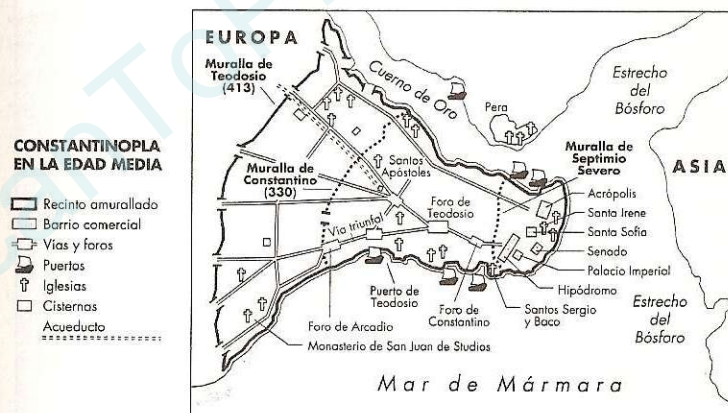 CONSTANTINOPLA
EN LA EDAD MEDIA
Recinto amurallado
Barrio comercial
Vías y foros
Puertos
Iglesias
Cisternas
Acueducto
EUROPA
Muralla de
Teodosio
(413)
Cuerno de Oro
Pera
Estrecho
del
Bósforo
ASIA
Muralla de
Septimio
Severo
Muralla de
Constantino
(330)
Santos
Apóstoles
Foro de
Teodosio
Vía triunfal
Acrópolis
Santa Irene
Santa Sofía
Senado
Palacio Imperial
Hipódromo
Santos Sergio
y Baco
Puerto de
Teodosio
Foro de
Constantino
Foro de Arcadio
Monasterio de San Juan de Studios
Estrecho
del
Bósforo
Mar de Mármara